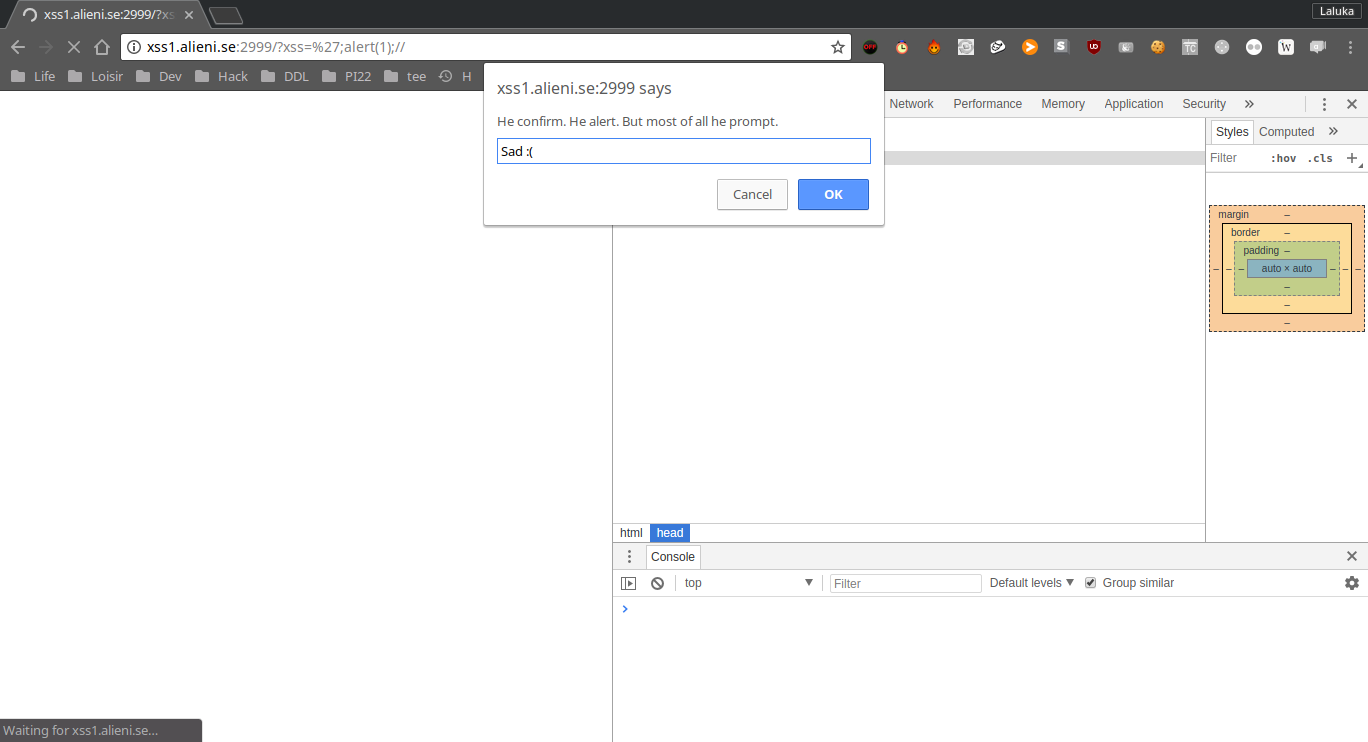 xss1.alieni.se:2999/?xs
Laluka
xss1.alieni.se:2999/?xss=%27;alert(1);//
OFF S UD TC W
Life Loisir Dev Hack DDL PI22 tee H
xss1.alieni.se:2999 says
He confirm. He alert. But most of all he prompt.
Sad :(
Cancel OK
Network Performance Memory Application Security »
Styles Computed »
Filter :hov .cls +
margin –
border –
padding –
– – – auto × auto – – –
–
–
–
html head
Console
top Filter Default levels Group similar
Waiting for xss1.alieni.se...